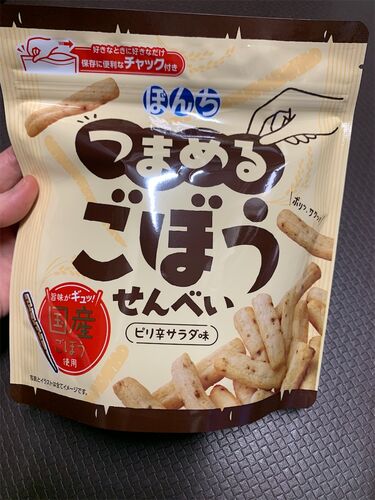 好きなときに好きなだけ
保存に便利なチャック付き
ぼんち
つまめる
ごぼう
せんべい
ピリ辛サラダ味
ポリッ、サクッ!
旨味がギュッ!
国産
ごぼう
使用
写真とイラストは全てイメージです。